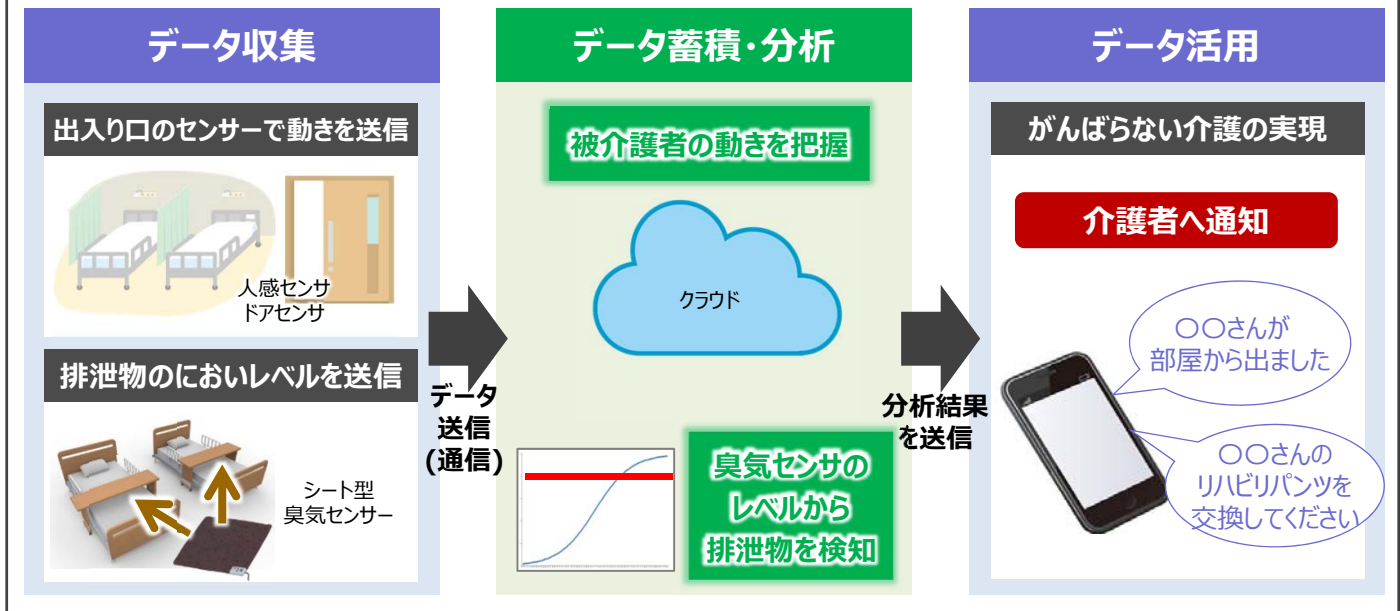 データ収集
出入り口のセンサーで動きを送信
人感センサ
ドアセンサ
排泄物のにおいレベルを送信
シート型
臭気センサー
データ
送信
(通信)
データ蓄積・分析
被介護者の動きを把握
クラウド
臭気センサの
レベルから
排泄物を検知
分析結果
を送信
データ活用
がんばらない介護の実現
介護者へ通知
〇〇さんが
部屋から出ました
〇〇さんの
リハビリパンツを
交換してください